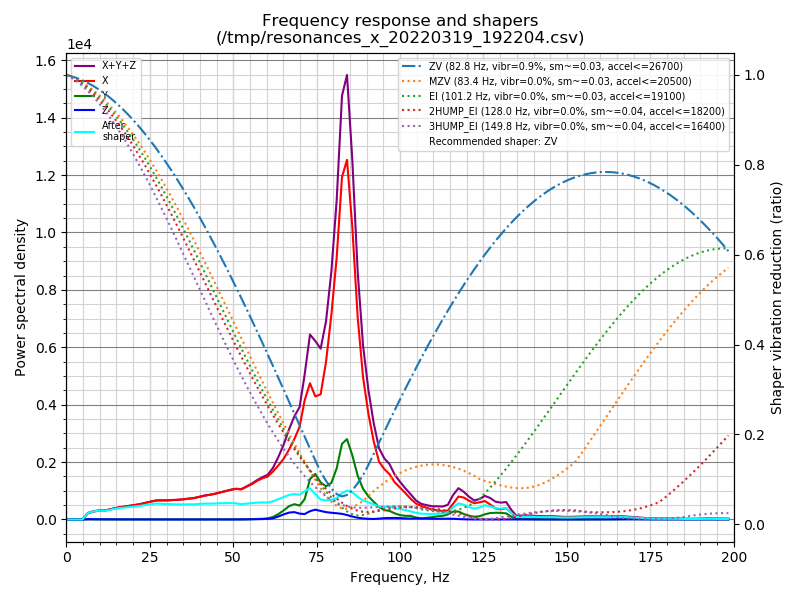 Frequency response and shapers
(/tmp/resonances_x_20220319_192204.csv)
1e4
X+Y+Z
X
Y
Z
After
shaper
ZV (82.8 Hz, vibr=0.9%, sm~=0.03, accel<=26700)
MZV (83.4 Hz, vibr=0.0%, sm~=0.03, accel<=20500)
EI (101.2 Hz, vibr=0.0%, sm~=0.03, accel<=19100)
2HUMP_EI (128.0 Hz, vibr=0.0%, sm~=0.04, accel<=18200)
3HUMP_EI (149.8 Hz, vibr=0.0%, sm~=0.04, accel<=16400)
Recommended shaper: ZV
Power spectral density
1.6
1.4
1.2
1.0
0.8
0.6
0.4
0.2
0.0
Shaper vibration reduction (ratio)
1.0
0.8
0.6
0.4
0.2
0.0
0 25 50 75 100 125 150 175 200
Frequency, Hz